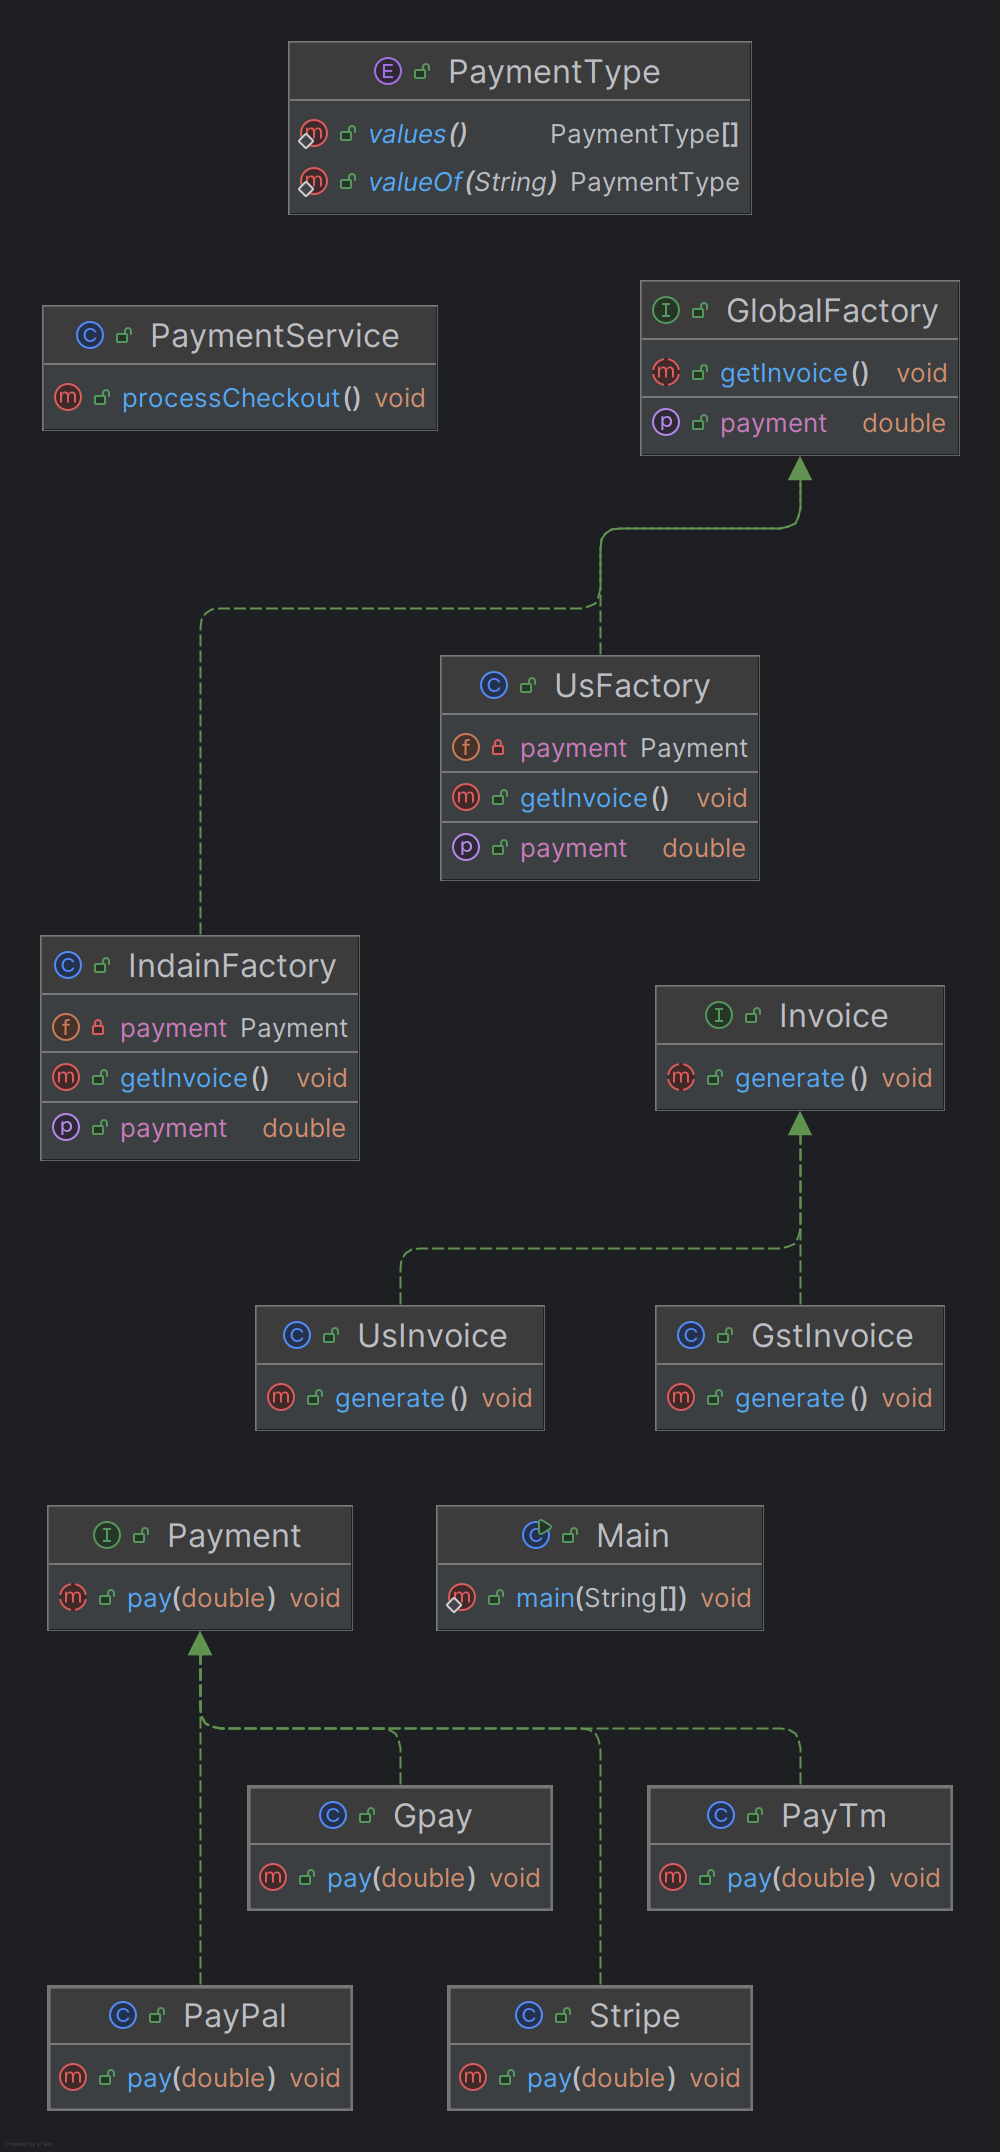 PaymentType
values() PaymentType[]
valueOf(String) PaymentType
PaymentService
processCheckout() void
GlobalFactory
getInvoice() void
payment double
UsFactory
payment Payment
getInvoice() void
payment double
IndainFactory
payment Payment
getInvoice() void
payment double
Invoice
generate() void
UsInvoice
generate() void
GstInvoice
generate() void
Payment
pay(double) void
Main
main(String[]) void
Gpay
pay(double) void
PayTm
pay(double) void
PayPal
pay(double) void
Stripe
pay(double) void